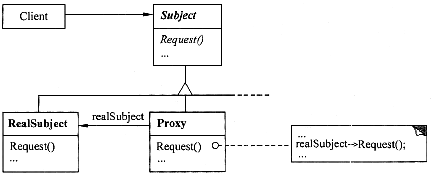 Client
Subject
Request()
...
realSubject
RealSubject
Request()
...
Proxy
Request()
...
...
realSubject->Request();
...